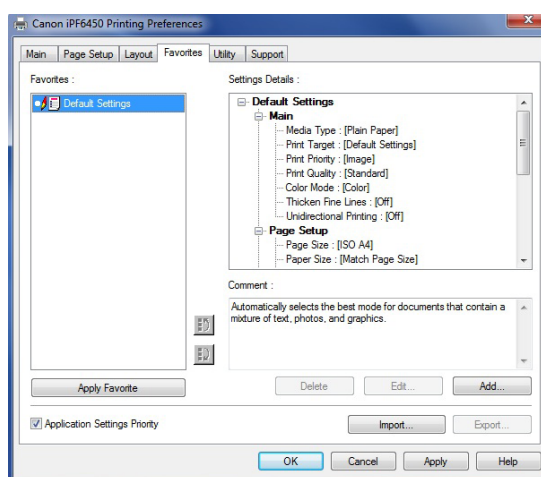 Canon iPF6450 Printing Preferences
Main Page Setup Layout Favorites Utility Support
Favorites :
Default Settings
Settings Details :
Default Settings
Main
Media Type : [Plain Paper]
Print Target : [Default Settings]
Print Priority : [Image]
Print Quality : [Standard]
Color Mode : [Color]
Thicken Fine Lines : [Off]
Unidirectional Printing : [Off]
Page Setup
Page Size : [ISO A4]
Paper Size : [Match Page Size]
Comment :
Automatically selects the best mode for documents that contain a
mixture of text, photos, and graphics.
Apply Favorite
Delete Edit... Add...
Application Settings Priority
Import... Export...
OK Cancel Apply Help